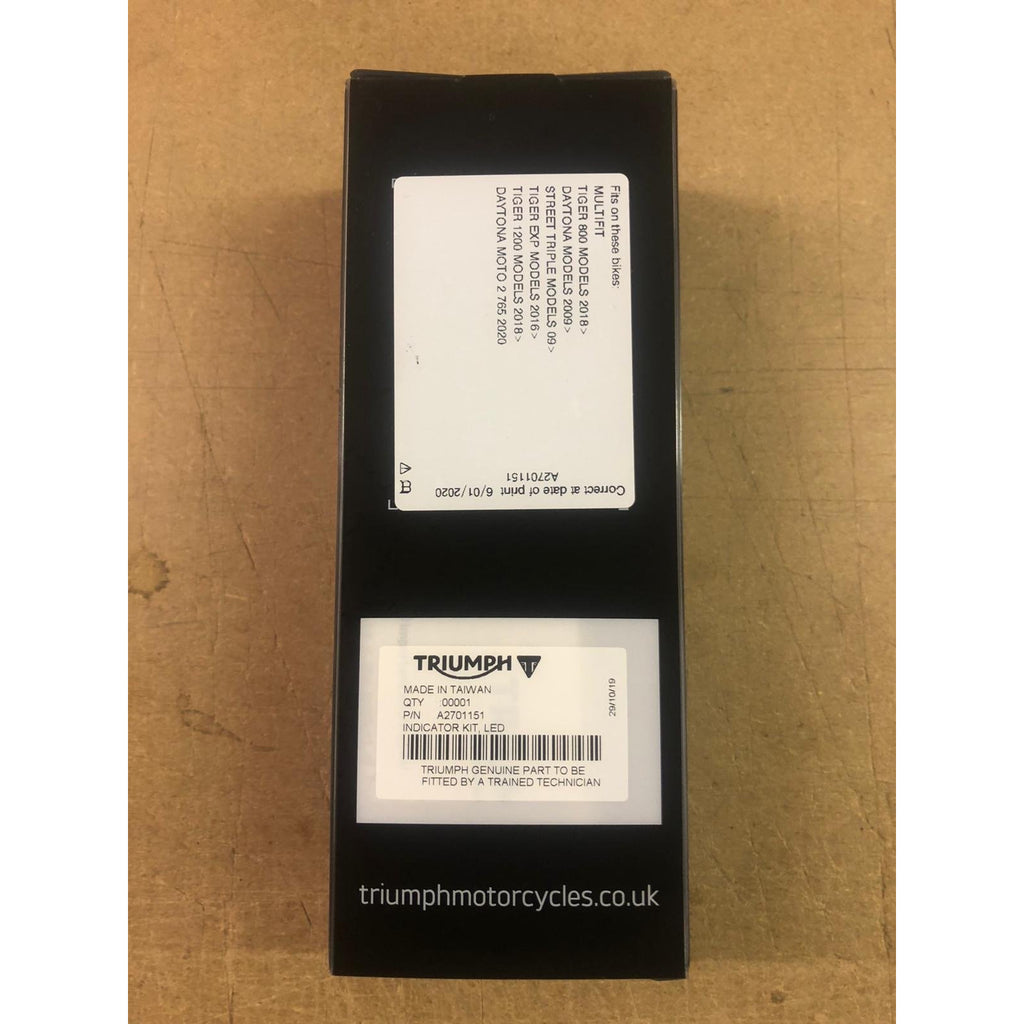 Fits on these bikes:
MULTIFIT
TIGER 800 MODELS 2018>
DAYTONA MODELS 2009>
STREET TRIPLE MODELS 09>
TIGER EXP MODELS 2016>
TIGER 1200 MODELS 2018>
DAYTONA MOTO 2 765 2020
Correct at date of print 6/01/2020
A2701151
TRIUMPH
MADE IN TAIWAN
QTY :00001
P/N A2701151
INDICATOR KIT, LED
29/10/19
TRIUMPH GENUINE PART TO BE
FITTED BY A TRAINED TECHNICIAN
triumphmotorcycles.co.uk